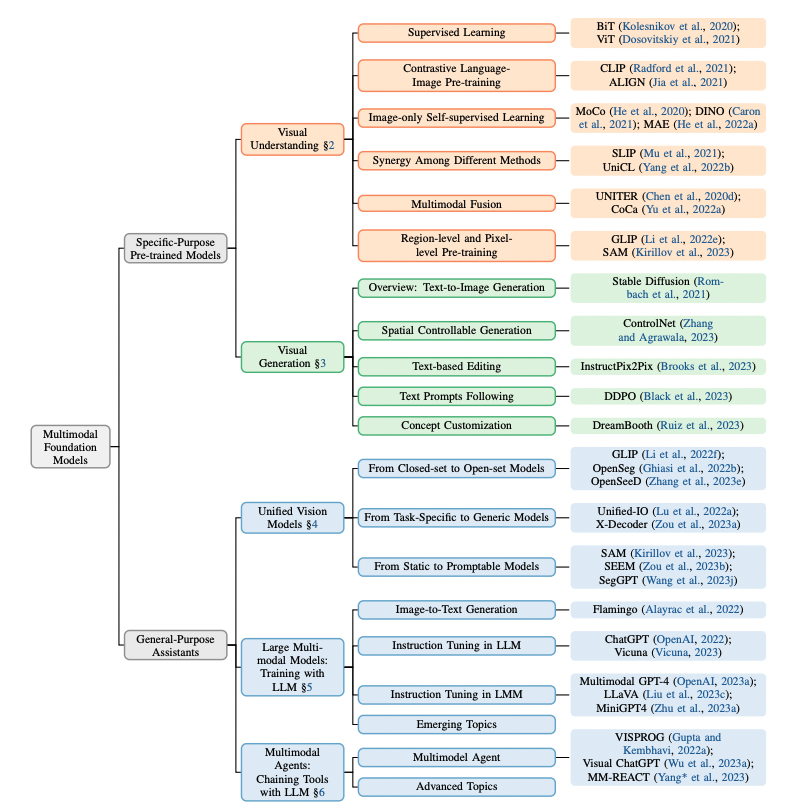 Supervised Learning
BiT (Kolesnikov et al., 2020);
ViT (Dosovitskiy et al., 2021)
Contrastive Language-
Image Pre-training
CLIP (Radford et al., 2021);
ALIGN (Jia et al., 2021)
Visual
Understanding §2
Image-only Self-supervised Learning
MoCo (He et al., 2020); DINO (Caron
et al., 2021); MAE (He et al., 2022a)
Synergy Among Different Methods
SLIP (Mu et al., 2021);
UniCL (Yang et al., 2022b)
Multimodal Fusion
UNITER (Chen et al., 2020d);
CoCa (Yu et al., 2022a)
Specific-Purpose
Pre-trained Models
Region-level and Pixel-
level Pre-training
GLIP (Li et al., 2022e);
SAM (Kirillov et al., 2023)
Overview: Text-to-Image Generation
Stable Diffusion (Rom-
bach et al., 2021)
Spatial Controllable Generation
ControlNet (Zhang
and Agrawala, 2023)
Visual
Generation §3
Text-based Editing
InstructPix2Pix (Brooks et al., 2023)
Text Prompts Following
DDPO (Black et al., 2023)
Concept Customization
DreamBooth (Ruiz et al., 2023)
Multimodal
Foundation
Models
From Closed-set to Open-set Models
GLIP (Li et al., 2022f);
OpenSeg (Ghiasi et al., 2022b);
OpenSeeD (Zhang et al., 2023e)
Unified Vision
Models §4
From Task-Specific to Generic Models
Unified-IO (Lu et al., 2022a);
X-Decoder (Zou et al., 2023a)
From Static to Promptable Models
SAM (Kirillov et al., 2023);
SEEM (Zou et al., 2023b);
SegGPT (Wang et al., 2023j)
General-Purpose
Assistants
Image-to-Text Generation
Flamingo (Alayrac et al., 2022)
Large Multi-
modal Models:
Training with
LLM §5
Instruction Tuning in LLM
ChatGPT (OpenAI, 2022);
Vicuna (Vicuna, 2023)
Instruction Tuning in LMM
Multimodal GPT-4 (OpenAI, 2023a);
LLaVA (Liu et al., 2023c);
MiniGPT4 (Zhu et al., 2023a)
Emerging Topics
Multimodal
Agents:
Chaining Tools
with LLM §6
Multimodel Agent
VISPROG (Gupta and
Kembhavi, 2022a);
Visual ChatGPT (Wu et al., 2023a);
MM-REACT (Yang* et al., 2023)
Advanced Topics